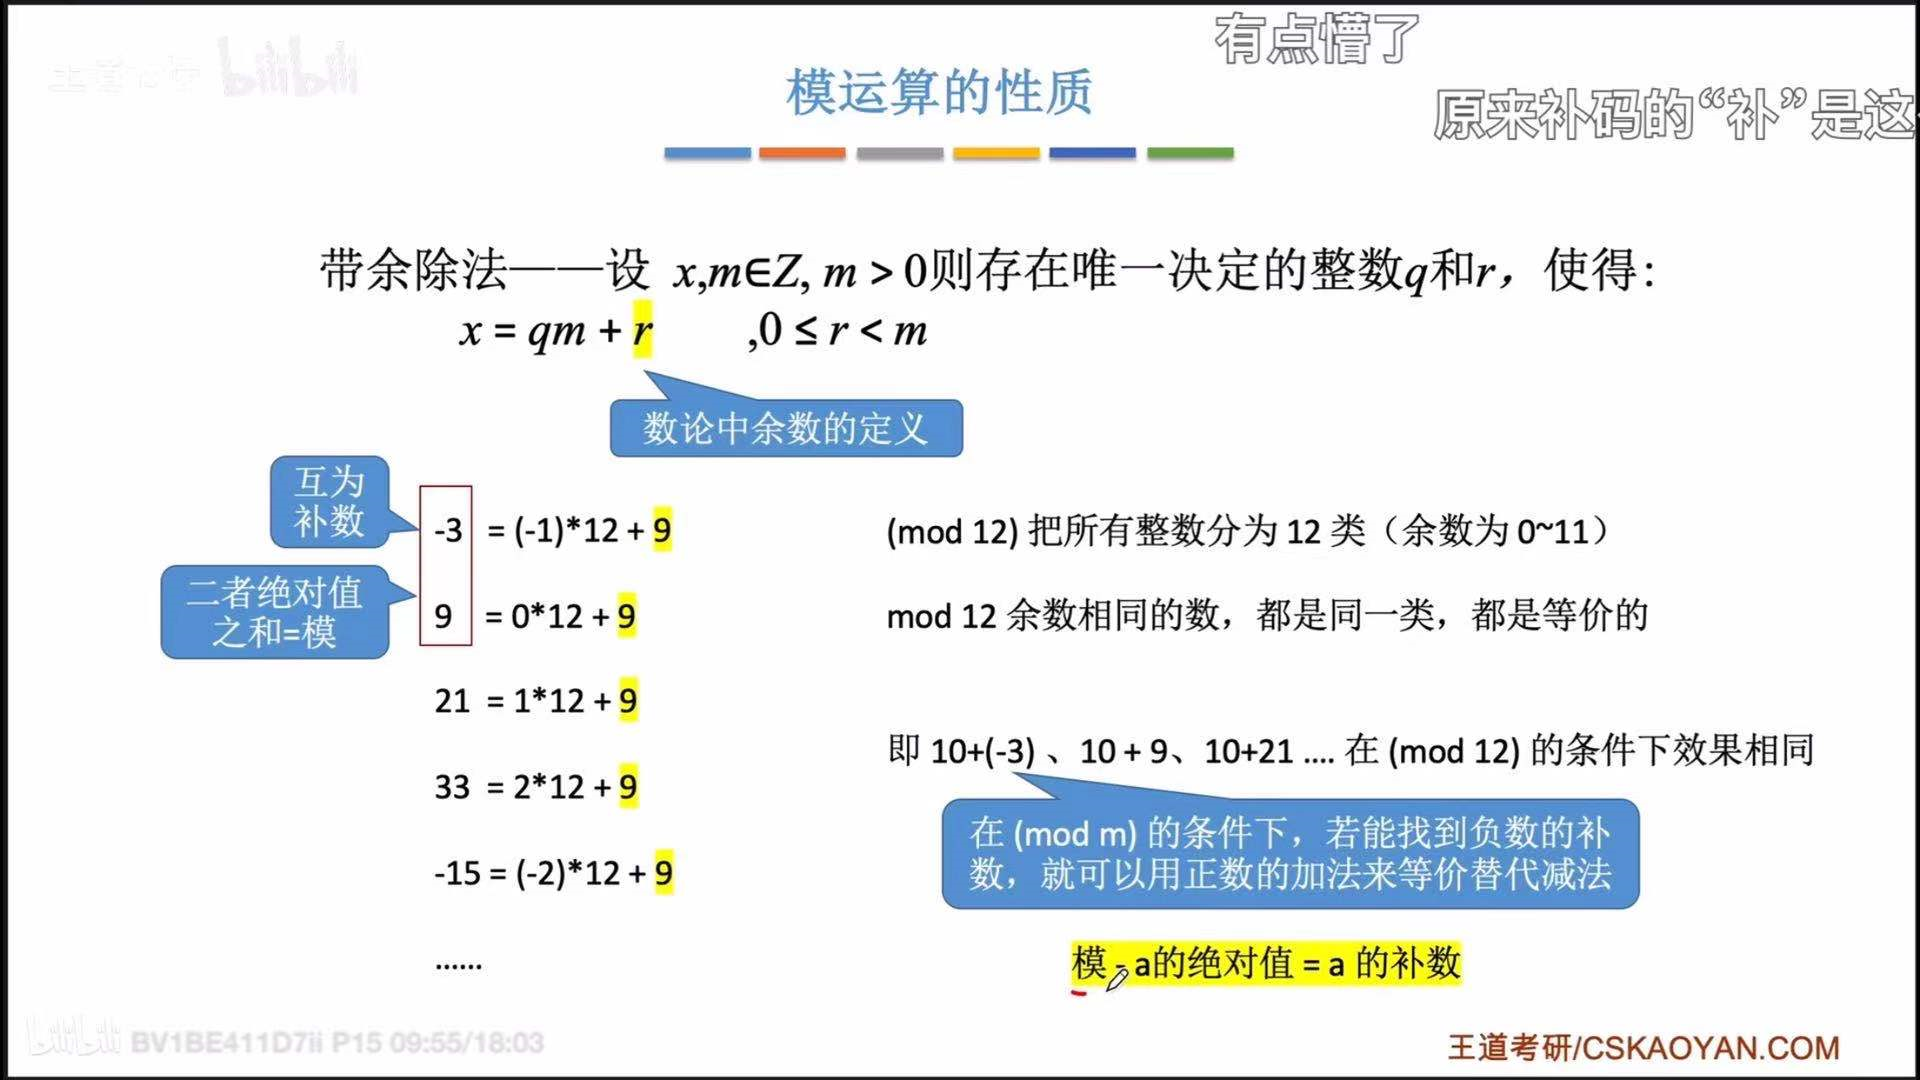 有点懵了
bilibili
模运算的性质
原来补码的“补”是这
带余除法——设 x,m∈Z, m > 0则存在唯一决定的整数q和r，使得:
x = qm + r ,0 ≤ r < m
数论中余数的定义
互为
补数
二者绝对值
之和=模
-3 = (-1)*12 + 9
9 = 0*12 + 9
21 = 1*12 + 9
33 = 2*12 + 9
-15 = (-2)*12 + 9
......
(mod 12) 把所有整数分为 12 类（余数为 0~11）
mod 12 余数相同的数，都是同一类，都是等价的
即 10+(-3) 、10 + 9、10+21 .... 在 (mod 12) 的条件下效果相同
在 (mod m) 的条件下，若能找到负数的补
数，就可以用正数的加法来等价替代减法
模 - a的绝对值 = a 的补数
bilibili BV1BE411D7ii P15 09:55/18:03
王道考研/CSKAOYAN.COM